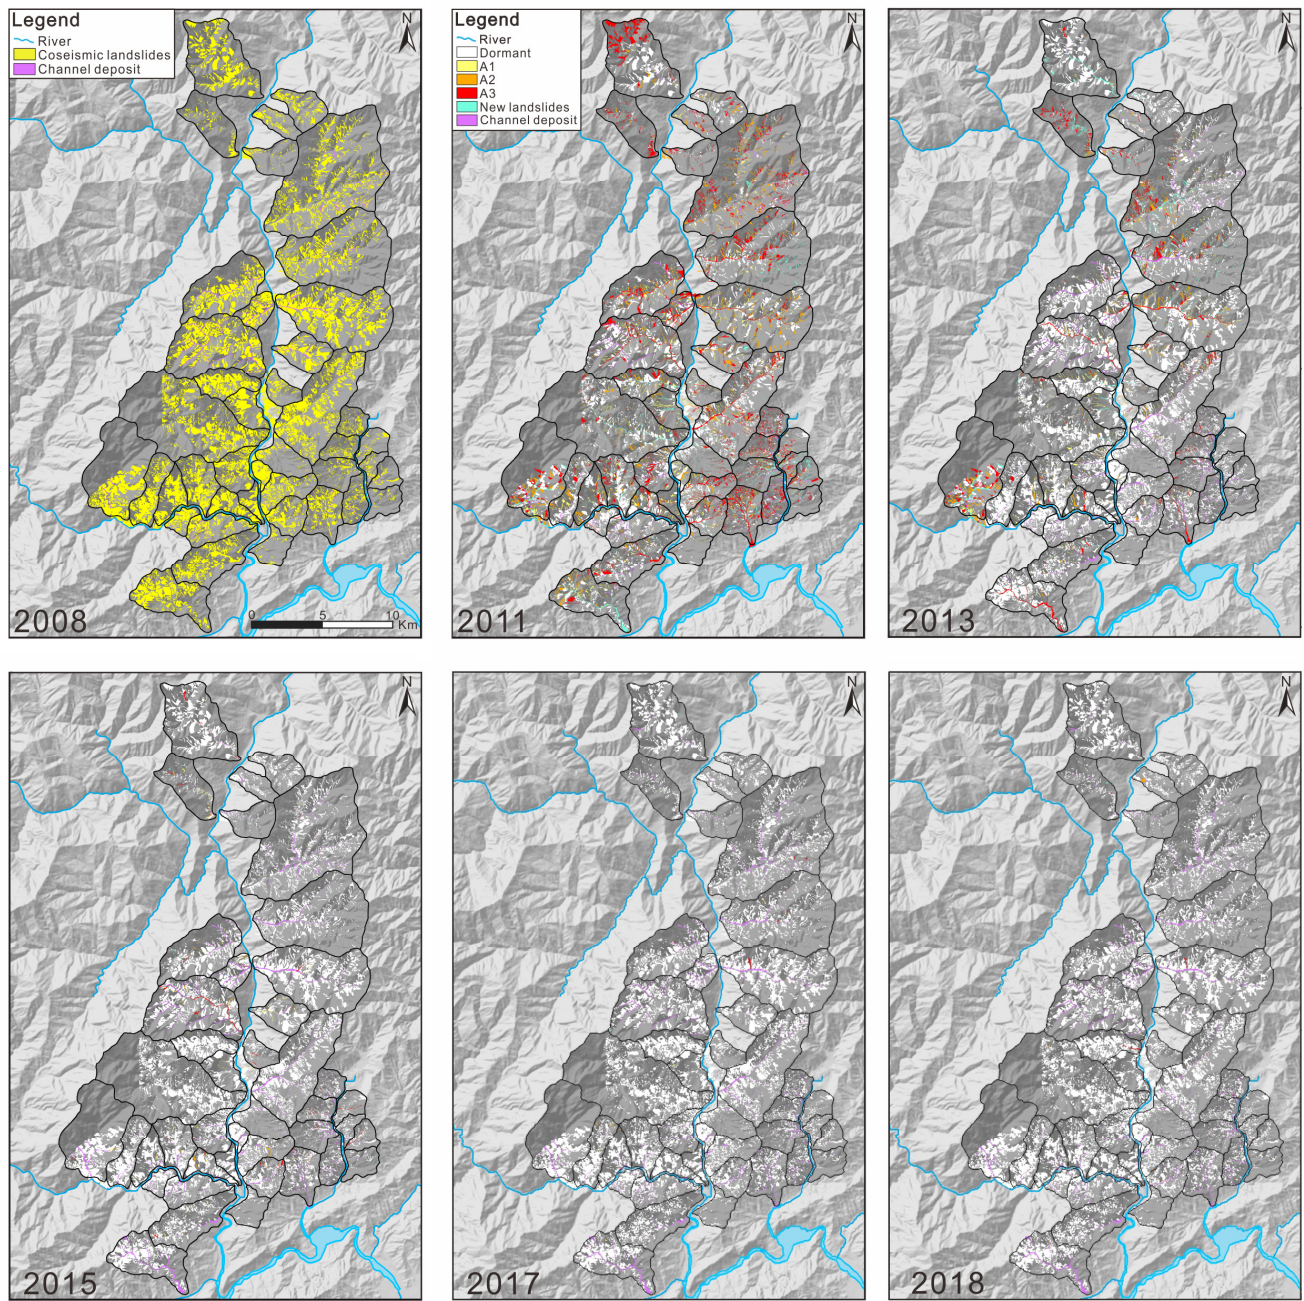 Legend
River
Coseismic landslides
Channel deposit
N
0 5 10
Km
2008
Legend
River
Dormant
A1
A2
A3
New landslides
Channel deposit
N
2011
N
2013
N
2015
N
2017
N
2018